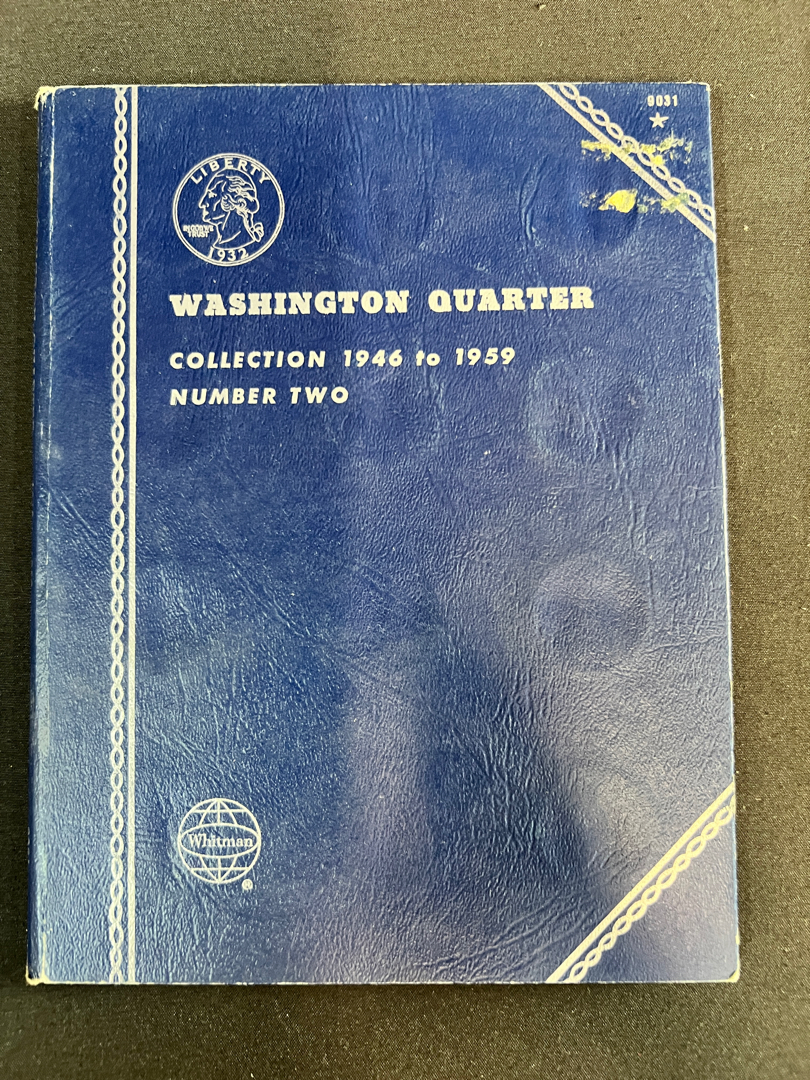 9031
LIBERTY
IN GOD WE
TRUST
1932
WASHINGTON QUARTER
COLLECTION 1946 to 1959
NUMBER TWO
Whitman
®